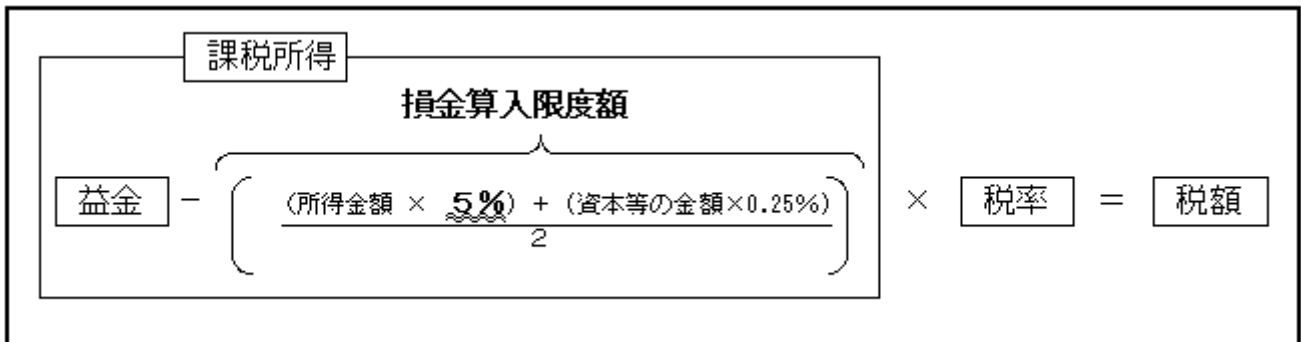 課税所得
損金算入限度額
益金 - ( (所得金額 × 5%) + (資本等の金額×0.25%) ) × 税率 = 税額
2